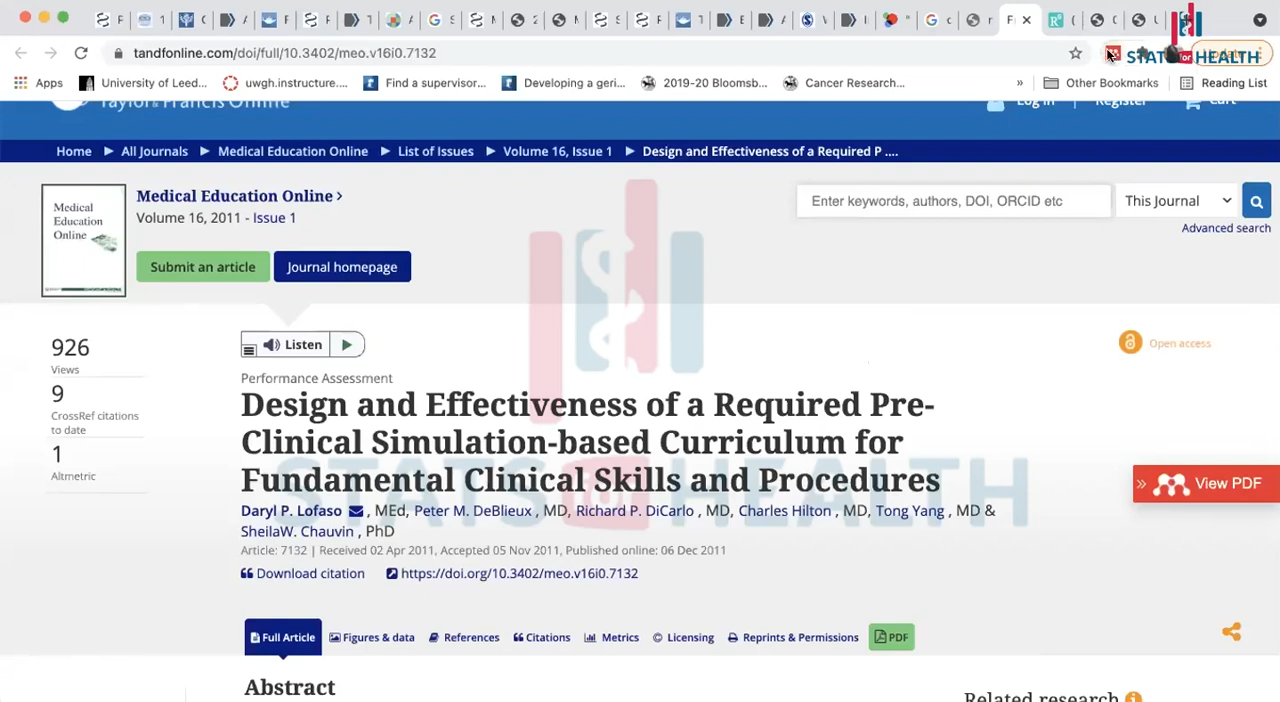 tandfonline.com/doi/full/10.3402/meo.v16i0.7132
STATS for HEALTH
Apps University of Leed... uwgh.instructure.... Find a supervisor... Developing a geri... 2019-20 Bloomsb... Cancer Research... » Other Bookmarks Reading List
Taylor & Francis Online Log in | Register Cart
Home All Journals Medical Education Online List of Issues Volume 16, Issue 1 Design and Effectiveness of a Required P ....
Medical Education Online
Medical Education Online >
Volume 16, 2011 - Issue 1
Submit an article Journal homepage
Enter keywords, authors, DOI, ORCID etc This Journal
Advanced search
926
Views
9
CrossRef citations
to date
1
Altmetric
Listen
Open access
Performance Assessment
Design and Effectiveness of a Required Pre-
Clinical Simulation-based Curriculum for
Fundamental Clinical Skills and Procedures
Daryl P. Lofaso , MEd, Peter M. DeBlieux , MD, Richard P. DiCarlo , MD, Charles Hilton , MD, Tong Yang , MD &
SheilaW. Chauvin , PhD
Article: 7132 | Received 02 Apr 2011, Accepted 05 Nov 2011, Published online: 06 Dec 2011
Download citation https://doi.org/10.3402/meo.v16i0.7132
STATS for HEALTH
» View PDF
Full Article Figures & data References Citations Metrics Licensing Reprints & Permissions PDF
Abstract
Related research